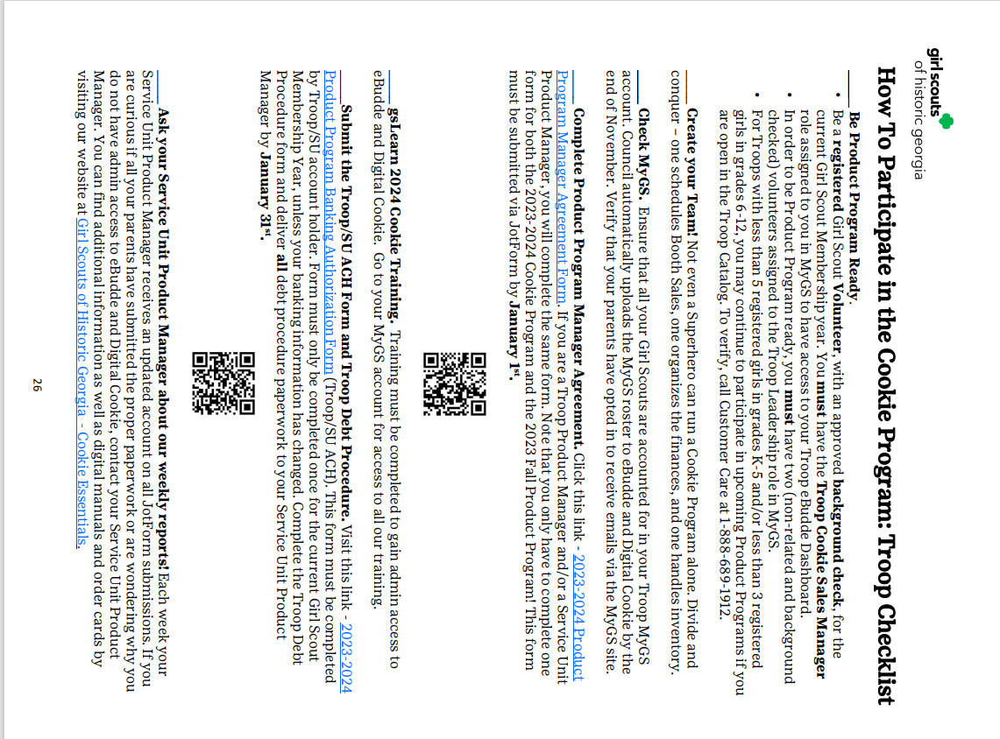 girl scouts
of historic georgia
How To Participate in the Cookie Program: Troop Checklist
_____ Be Product Program Ready.
• Be a registered Girl Scout Volunteer, with an approved background check, for the
current Girl Scout Membership year. You must have the Troop Cookie Sales Manager
role assigned to you in MyGS to have access to your Troop eBudde Dashboard.
• In order to be Product Program ready, you must have two (non-related and background
checked) volunteers assigned to the Troop Leadership role in MyGS.
• For Troops with less than 5 registered girls in grades K-5 and/or less than 3 registered
girls in grades 6-12, you may continue to participate in upcoming Product Programs if you
are open in the Troop Catalog. To verify, call Customer Care at 1-888-689-1912.
_____ Create your Team! Not even a Superhero can run a Cookie Program alone. Divide and
conquer – one schedules Booth Sales, one organizes the finances, and one handles inventory.
_____ Check MyGS. Ensure that all your Girl Scouts are accounted for in your Troop MyGS
account. Council automatically uploads the MyGS roster to eBudde and Digital Cookie by the
end of November. Verify that your parents have opted in to receive emails via the MyGS site.
_____ Complete Product Program Manager Agreement. Click this link - 2023-2024 Product
Program Manager Agreement Form. If you are a Troop Product Manager and/or a Service Unit
Product Manager , you will complete the same form. Note that you only have to complete one
form for both the 2023-2024 Cookie Program and the 2023 Fall Product Program! This form
must be submitted via JotForm by January 1st.
_____ gsLearn 2024 Cookie Training. Training must be completed to gain admin access to
eBudde and Digital Cookie. Go to your MyGS account for access to all our training.
_____ Submit the Troop/SU ACH Form and Troop Debt Procedure. Visit this link - 2023-2024
Product Program Banking Authorization Form (Troop/SU ACH). This form must be completed
by Troop/SU account holder. Form must only be completed once for the current Girl Scout
Membership Year, unless your banking information has changed. Complete the Troop Debt
Procedure form and deliver all debt procedure paperwork to your Service Unit Product
Manager by January 31st.
_____ Ask your Service Unit Product Manager about our weekly reports! Each week your
Service Unit Product Manager receives an updated account on all JotForm submissions. If you
are curious if all your parents have submitted the proper paperwork or are wondering why you
do not have admin access to eBudde and Digital Cookie, contact your Service Unit Product
Manager. You can find additional information as well as digital manuals and order cards by
visiting our website at Girl Scouts of Historic Georgia - Cookie Essentials.
26